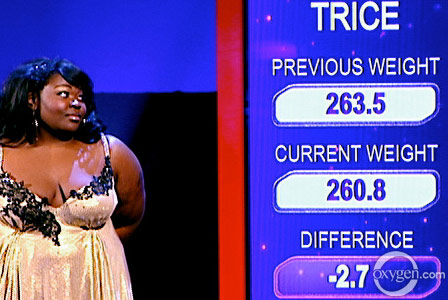 TRICE
PREVIOUS WEIGHT
263.5
CURRENT WEIGHT
260.8
DIFFERENCE
-2.7
oxygen.com